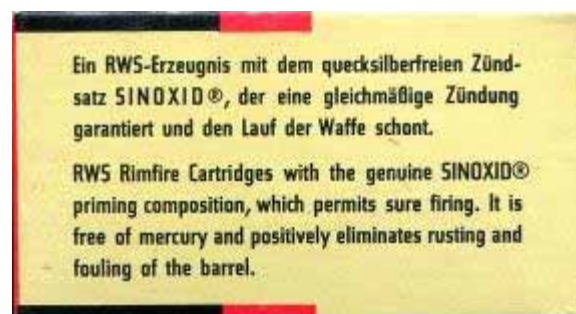 Ein RWS-Erzeugnis mit dem quecksilberfreien Zünd-
satz SINOXID®, der eine gleichmäßige Zündung
garantiert und den Lauf der Waffe schont.
RWS Rimfire Cartridges with the genuine SINOXID®
priming composition, which permits sure firing. It is
free of mercury and positively eliminates rusting and
fouling of the barrel.